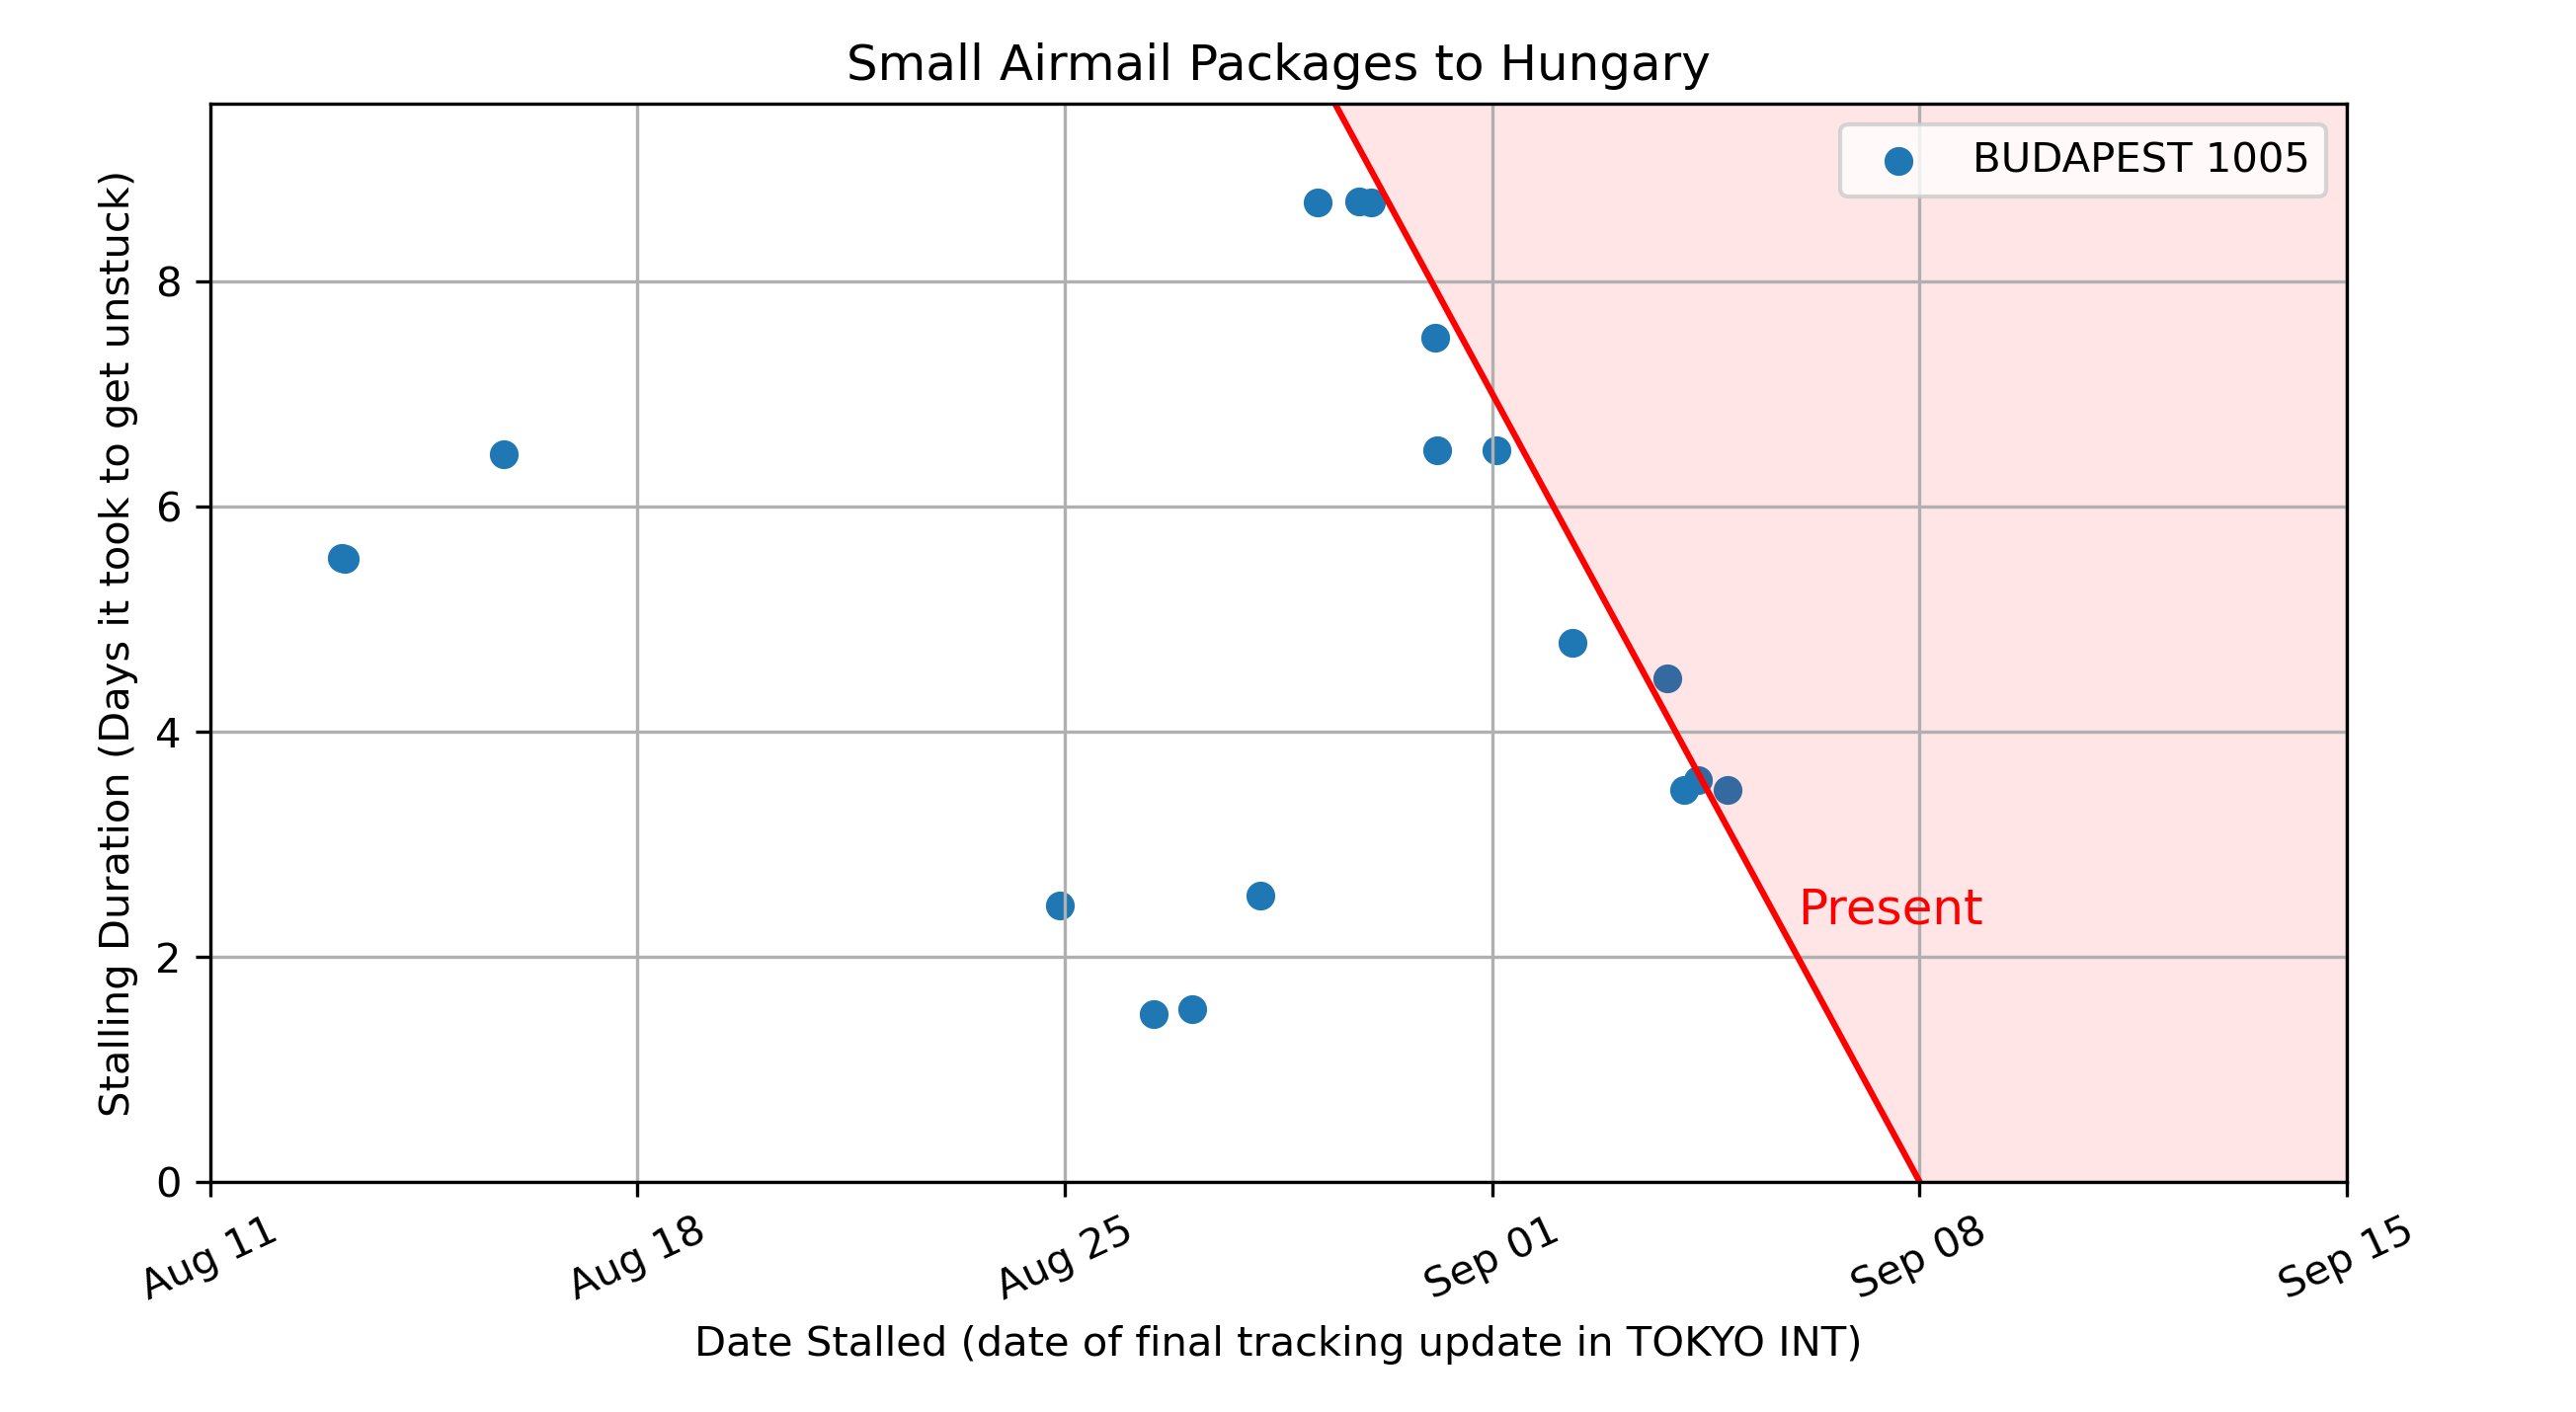 Small Airmail Packages to Hungary
BUDAPEST 1005
Stalling Duration (Days it took to get unstuck)
8
6
4
2
0
Present
Aug 11
Aug 18
Aug 25
Sep 01
Sep 08
Sep 15
Date Stalled (date of final tracking update in TOKYO INT)